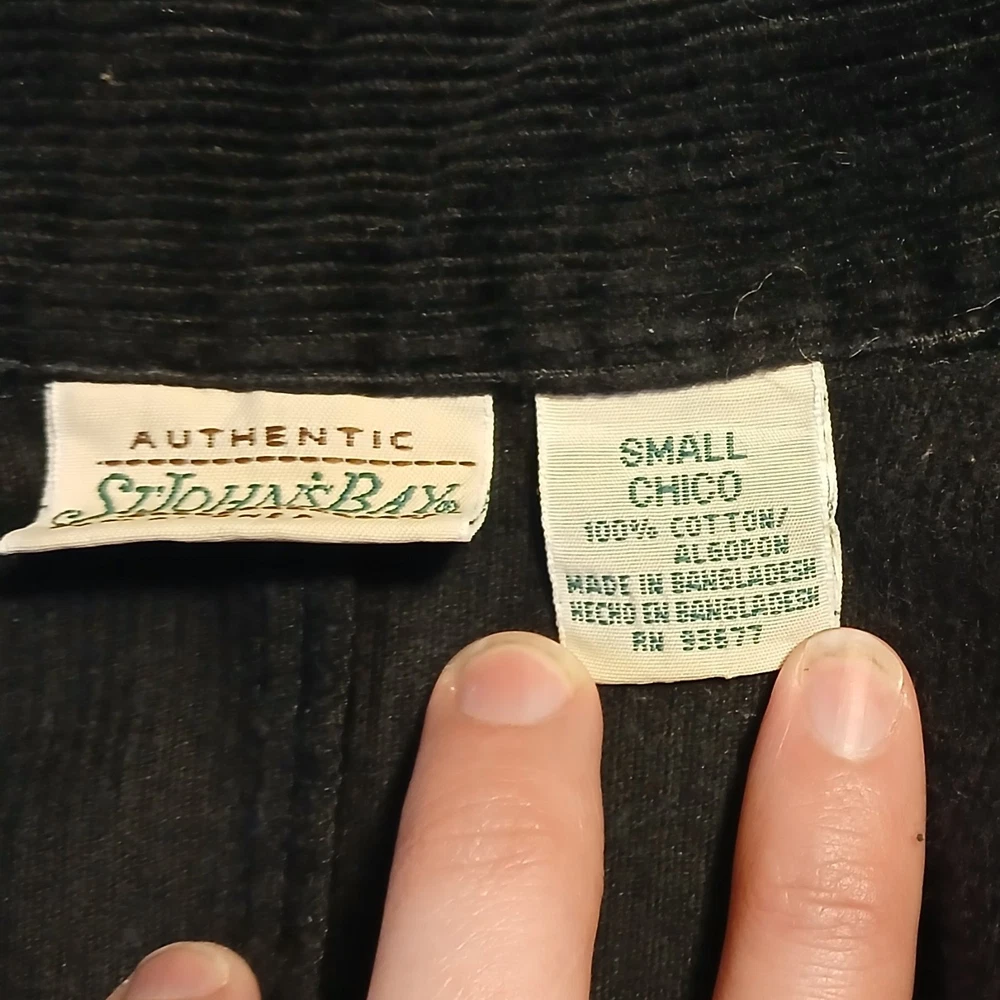 AUTHENTIC
ST. JOHN'S BAY®
SMALL
CHICO
100% COTTON/
ALGODON
MADE IN BANGLADESH
HECHO EN BANGLADESH
RN 93677